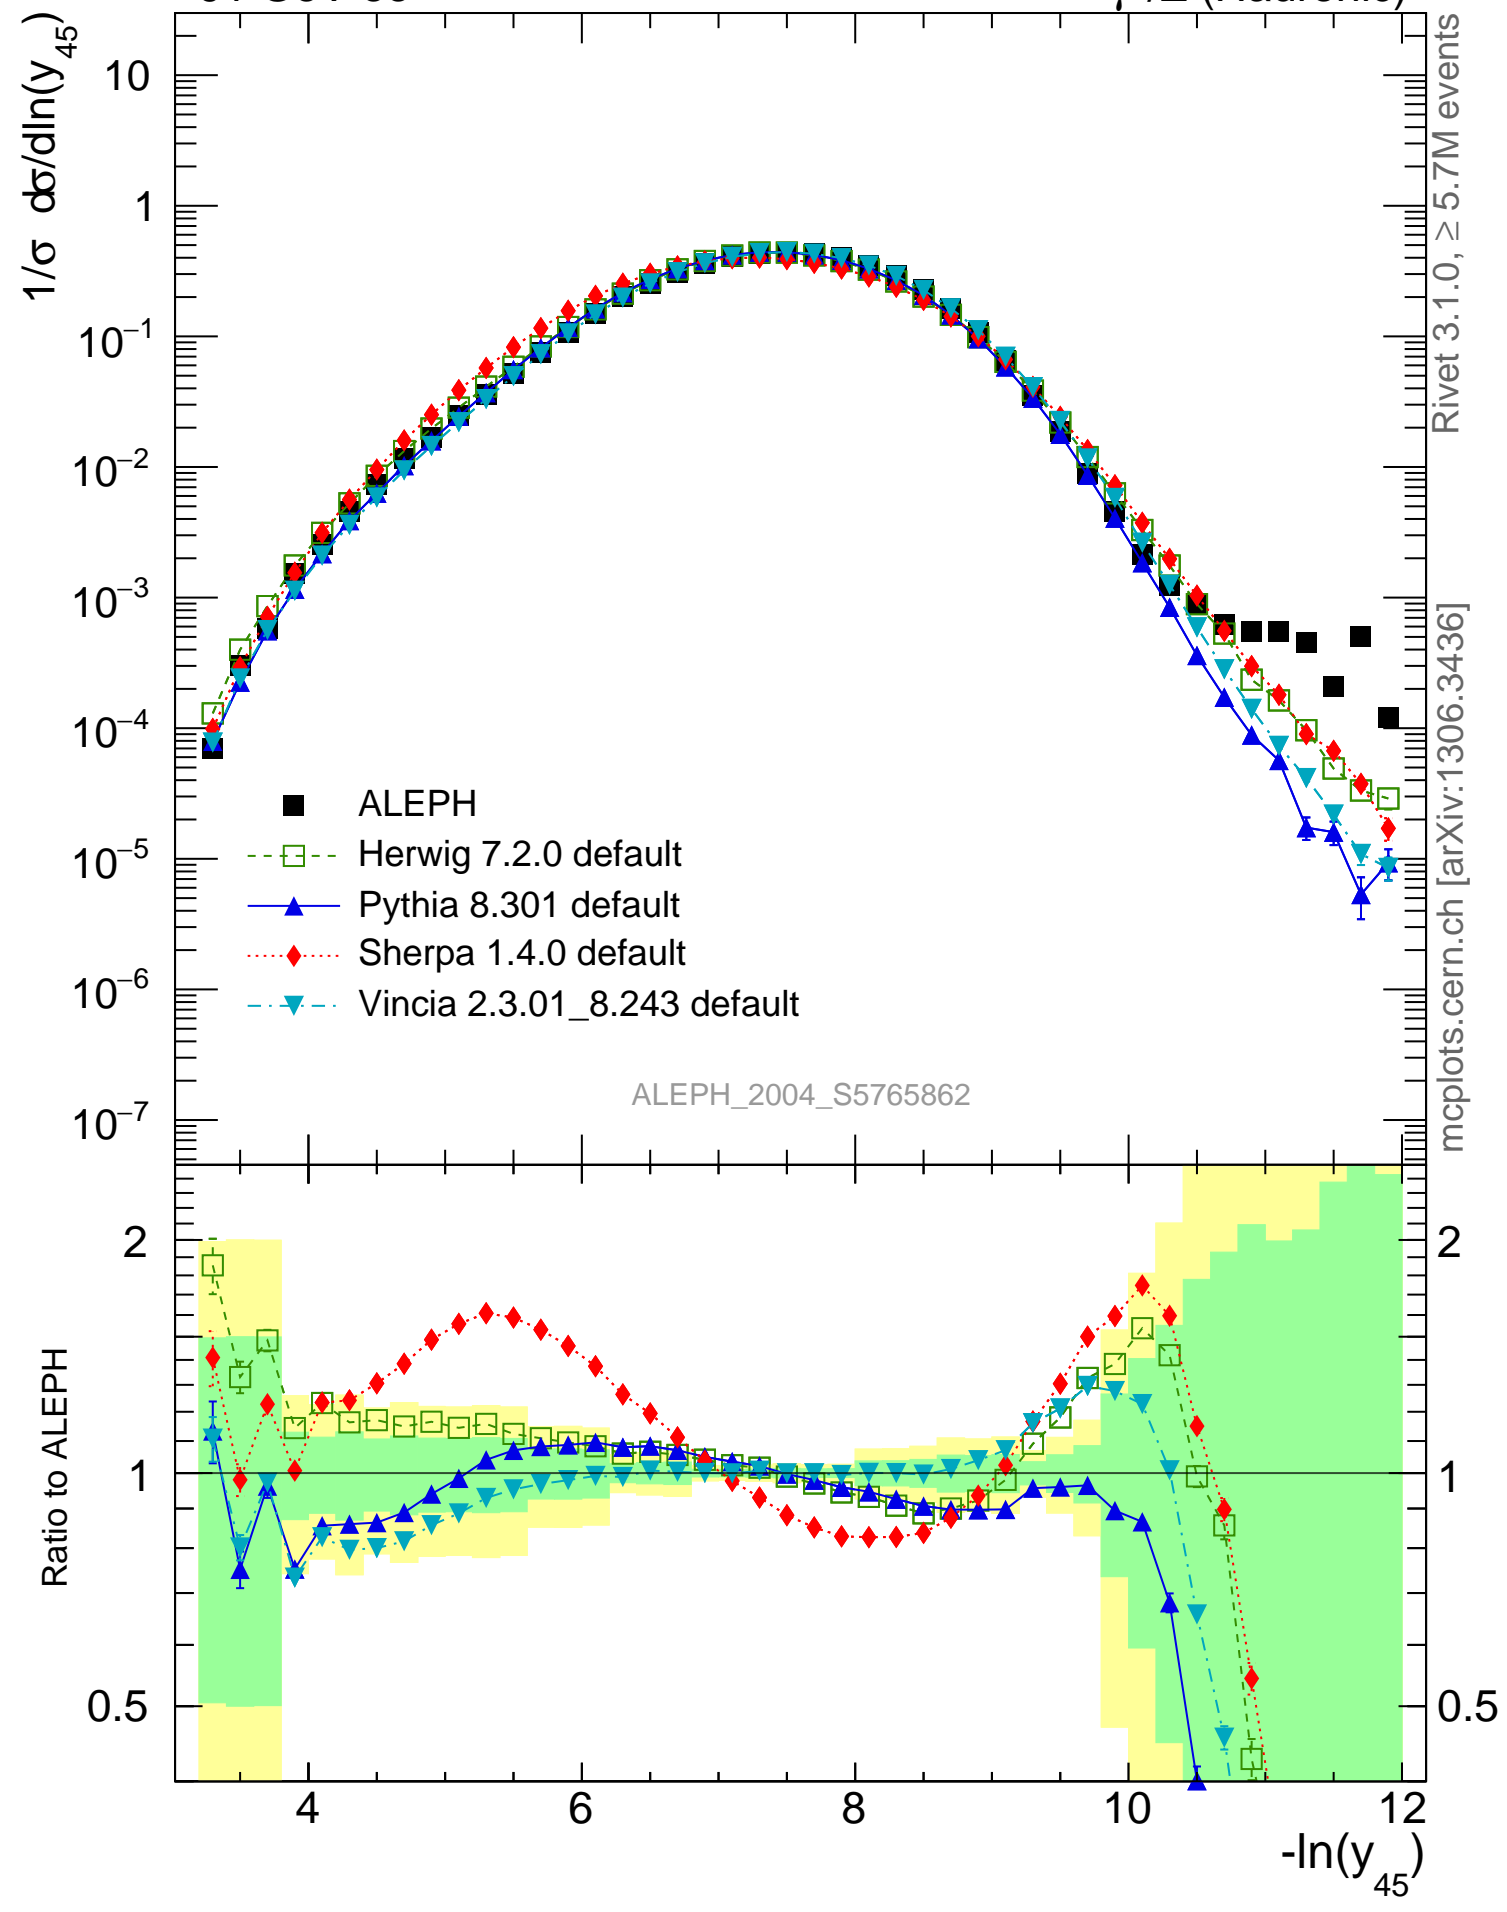 1/σ dσ/dln(y45)
10
1
10−1
10−2
10−3
10−4
10−5
10−6
10−7
ALEPH
Herwig 7.2.0 default
Pythia 8.301 default
Sherpa 1.4.0 default
Vincia 2.3.01_8.243 default
ALEPH_2004_S5765862
Rivet 3.1.0, ≥ 5.7M events
mcplots.cern.ch [arXiv:1306.3436]
Ratio to ALEPH
2
1
0.5
2
1
0.5
4 6 8 10 12
-ln(y45)